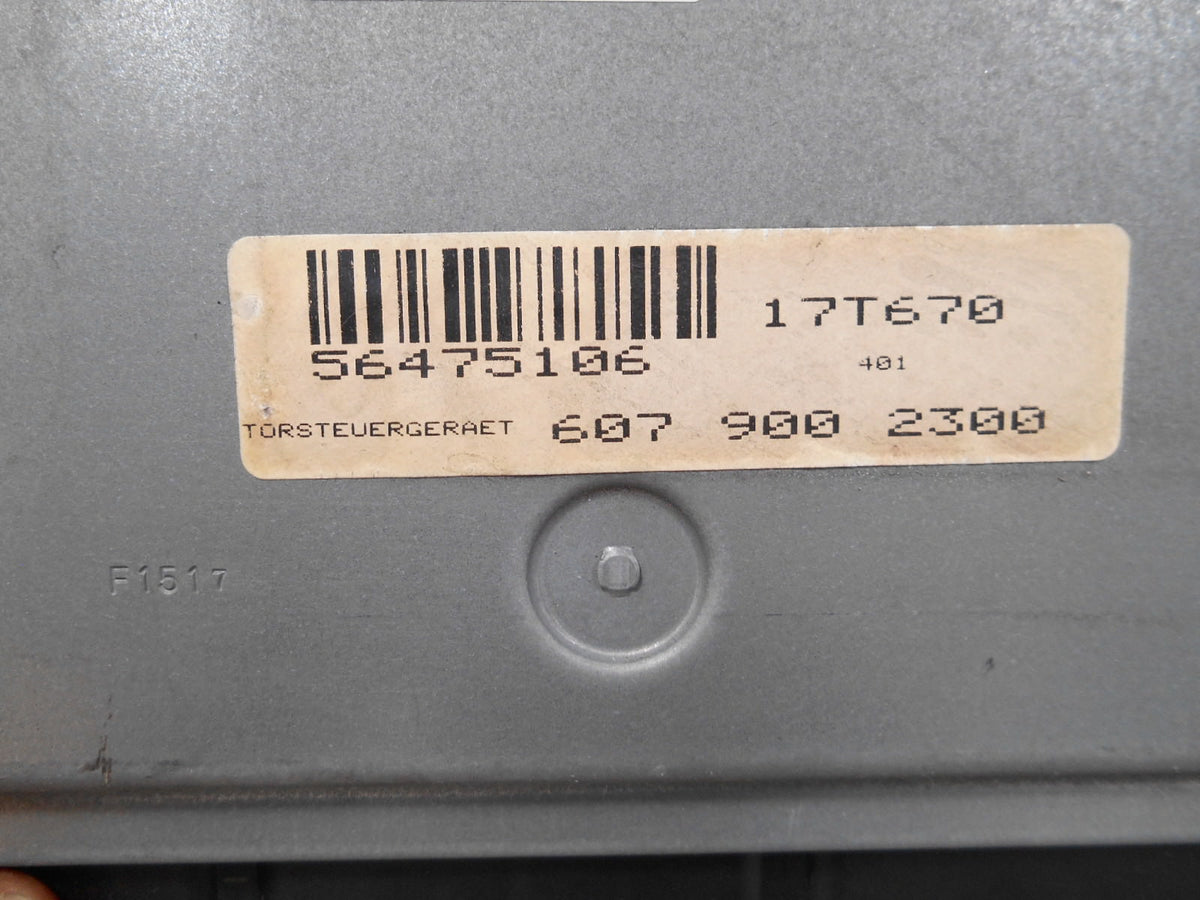 17T670
56475106
401
TORSTEUERGERAET 607 900 2300
F1517